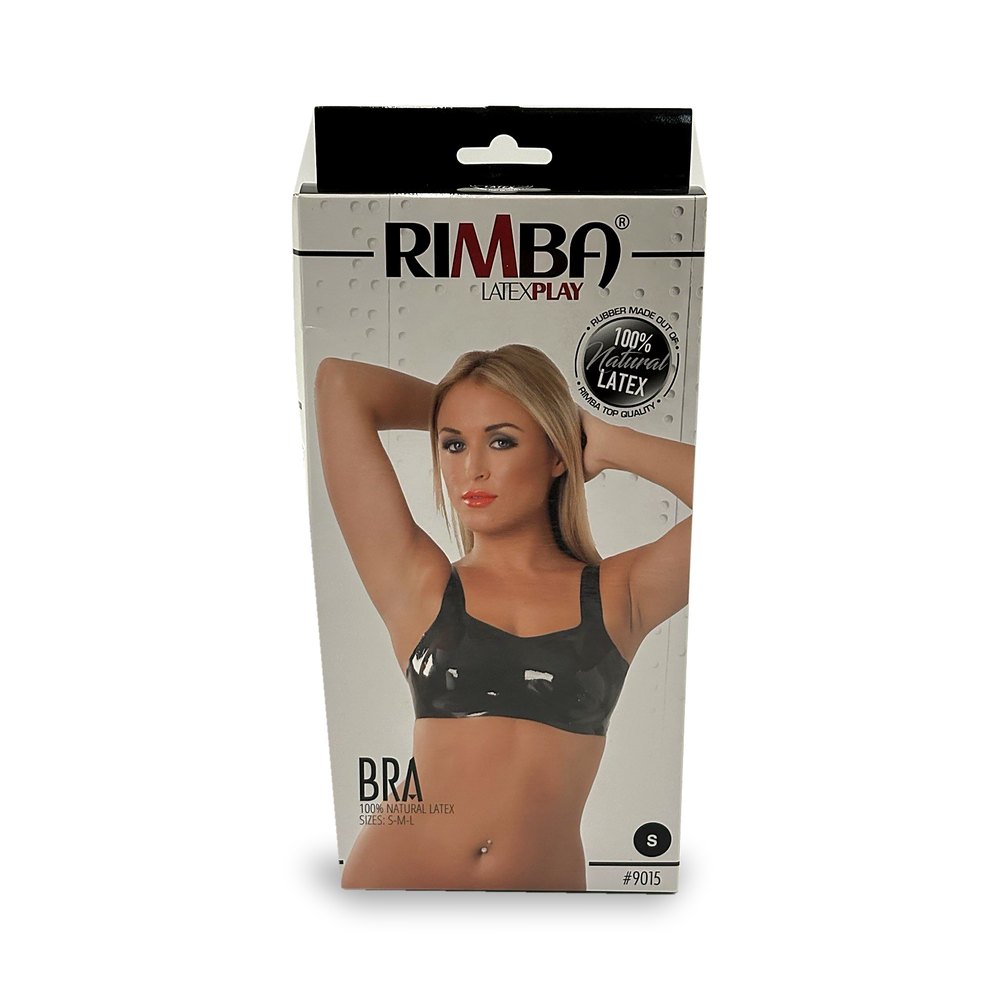 RIMBA®
LATEXPLAY
• RUBBER MADE OUT OF •
100%
Natural
LATEX
• RIMBA TOP QUALITY •
BRA
100% NATURAL LATEX
SIZES: S-M-L
S
#9015